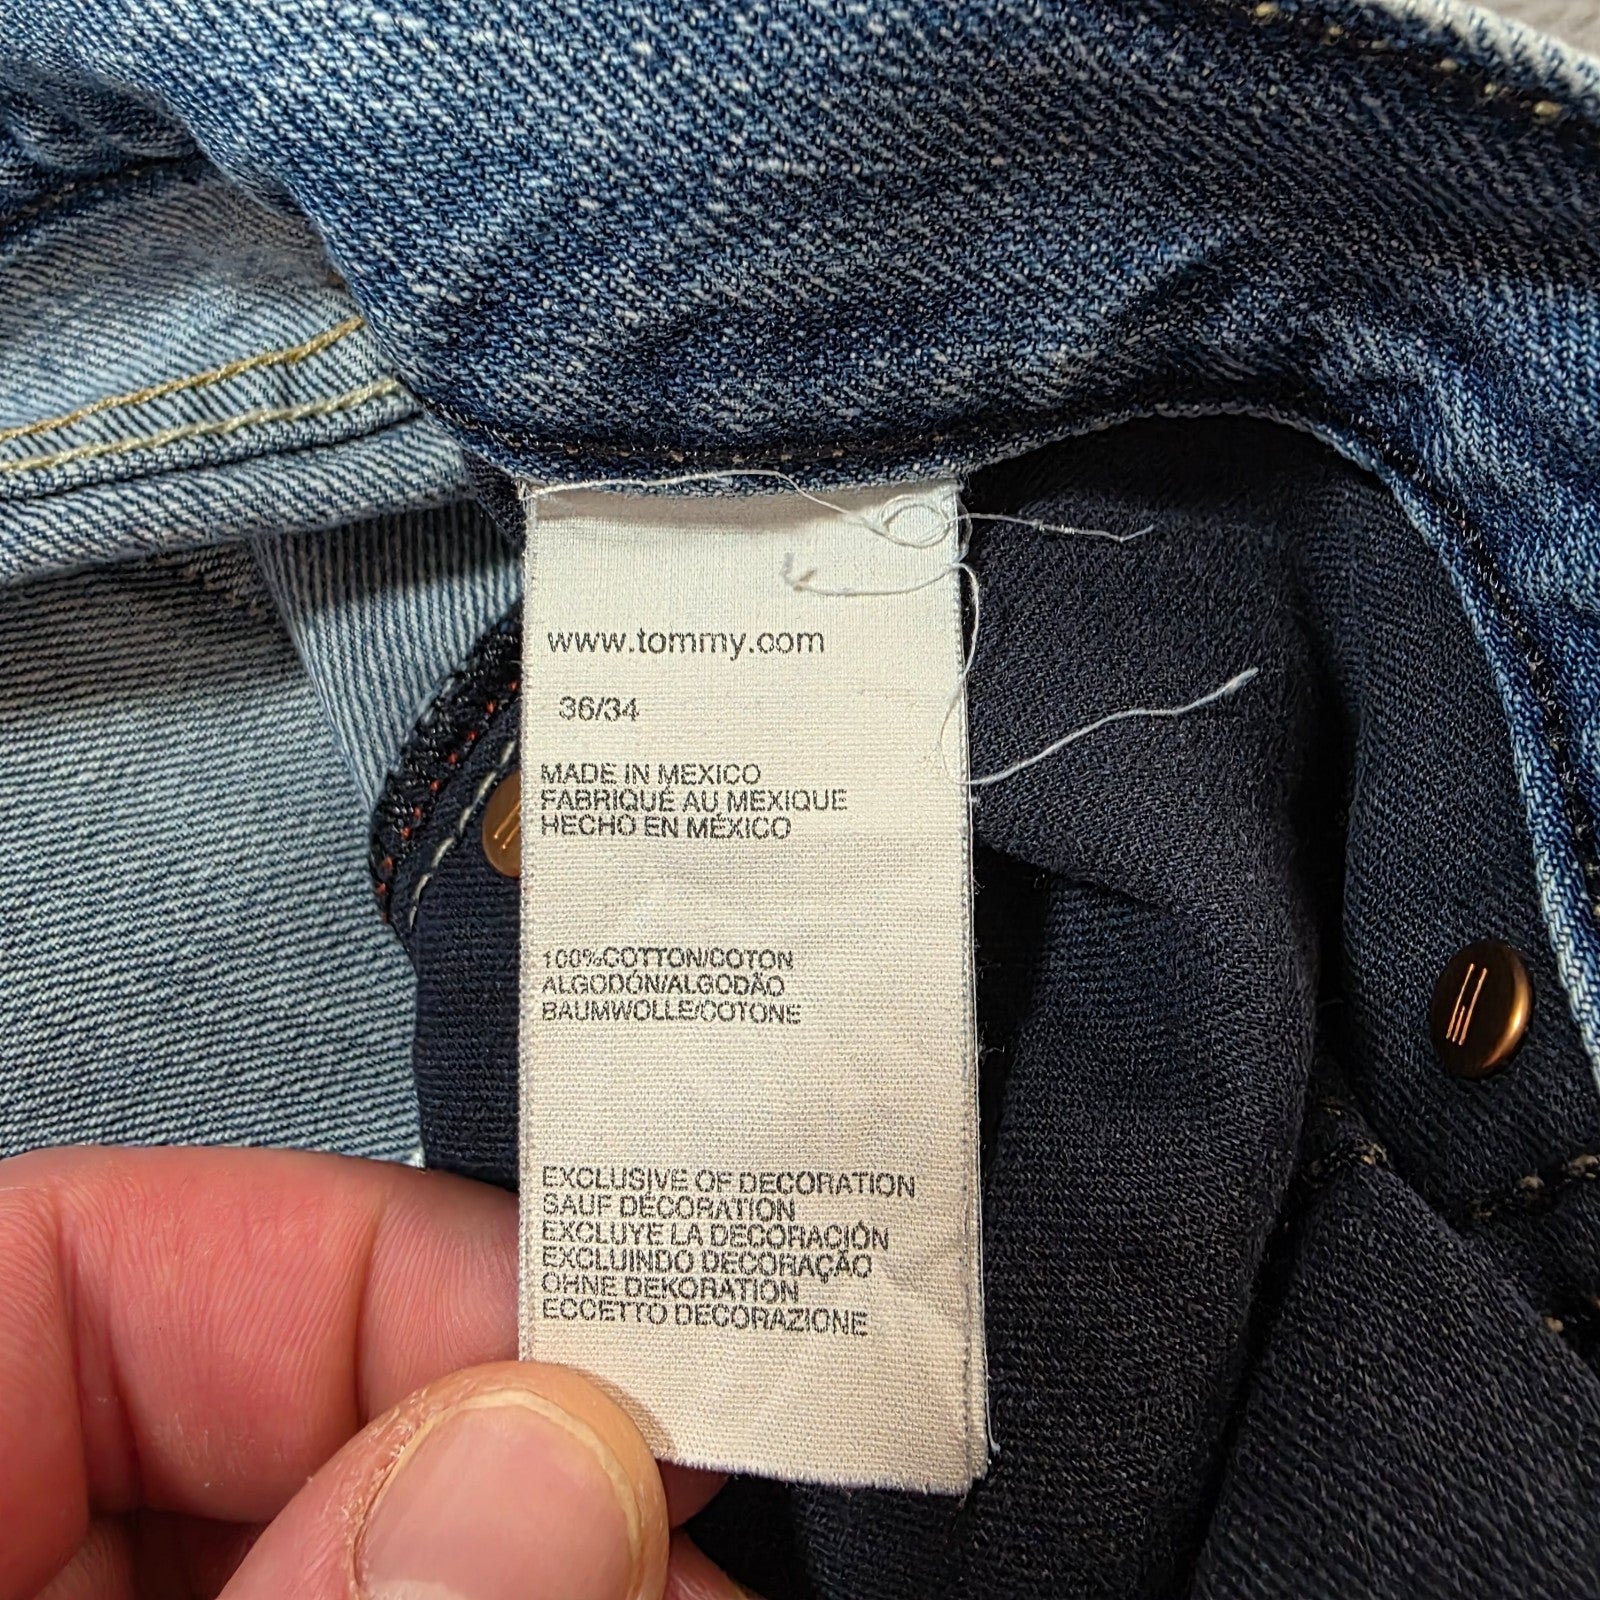 www.tommy.com
36/34
MADE IN MEXICO
FABRIQUÉ AU MEXIQUE
HECHO EN MÉXICO
100%COTTON/COTON
ALGODÓN/ALGODÃO
BAUMWOLLE/COTONE
EXCLUSIVE OF DECORATION
SAUF DÉCORATION
EXCLUYE LA DECORACIÓN
EXCLUINDO DECORAÇÃO
OHNE DEKORATION
ECCETTO DECORAZIONE